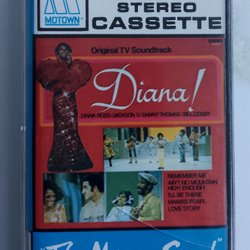 MOTOWN
STEREO
CASSETTE
Original TV Soundtrack
Diana!
DIANA ROSS/JACKSON 5/DANNY THOMAS/BILL COSBY
REMEMBER ME
AIN'T NO MOUNTAIN
HIGH ENOUGH
I'LL BE THERE
MAMA'S PEARL
LOVE STORY